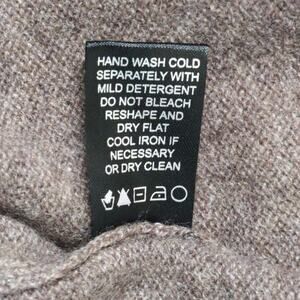 HAND WASH COLD
SEPARATELY WITH
MILD DETERGENT
DO NOT BLEACH
RESHAPE AND
DRY FLAT
COOL IRON IF
NECESSARY
OR DRY CLEAN